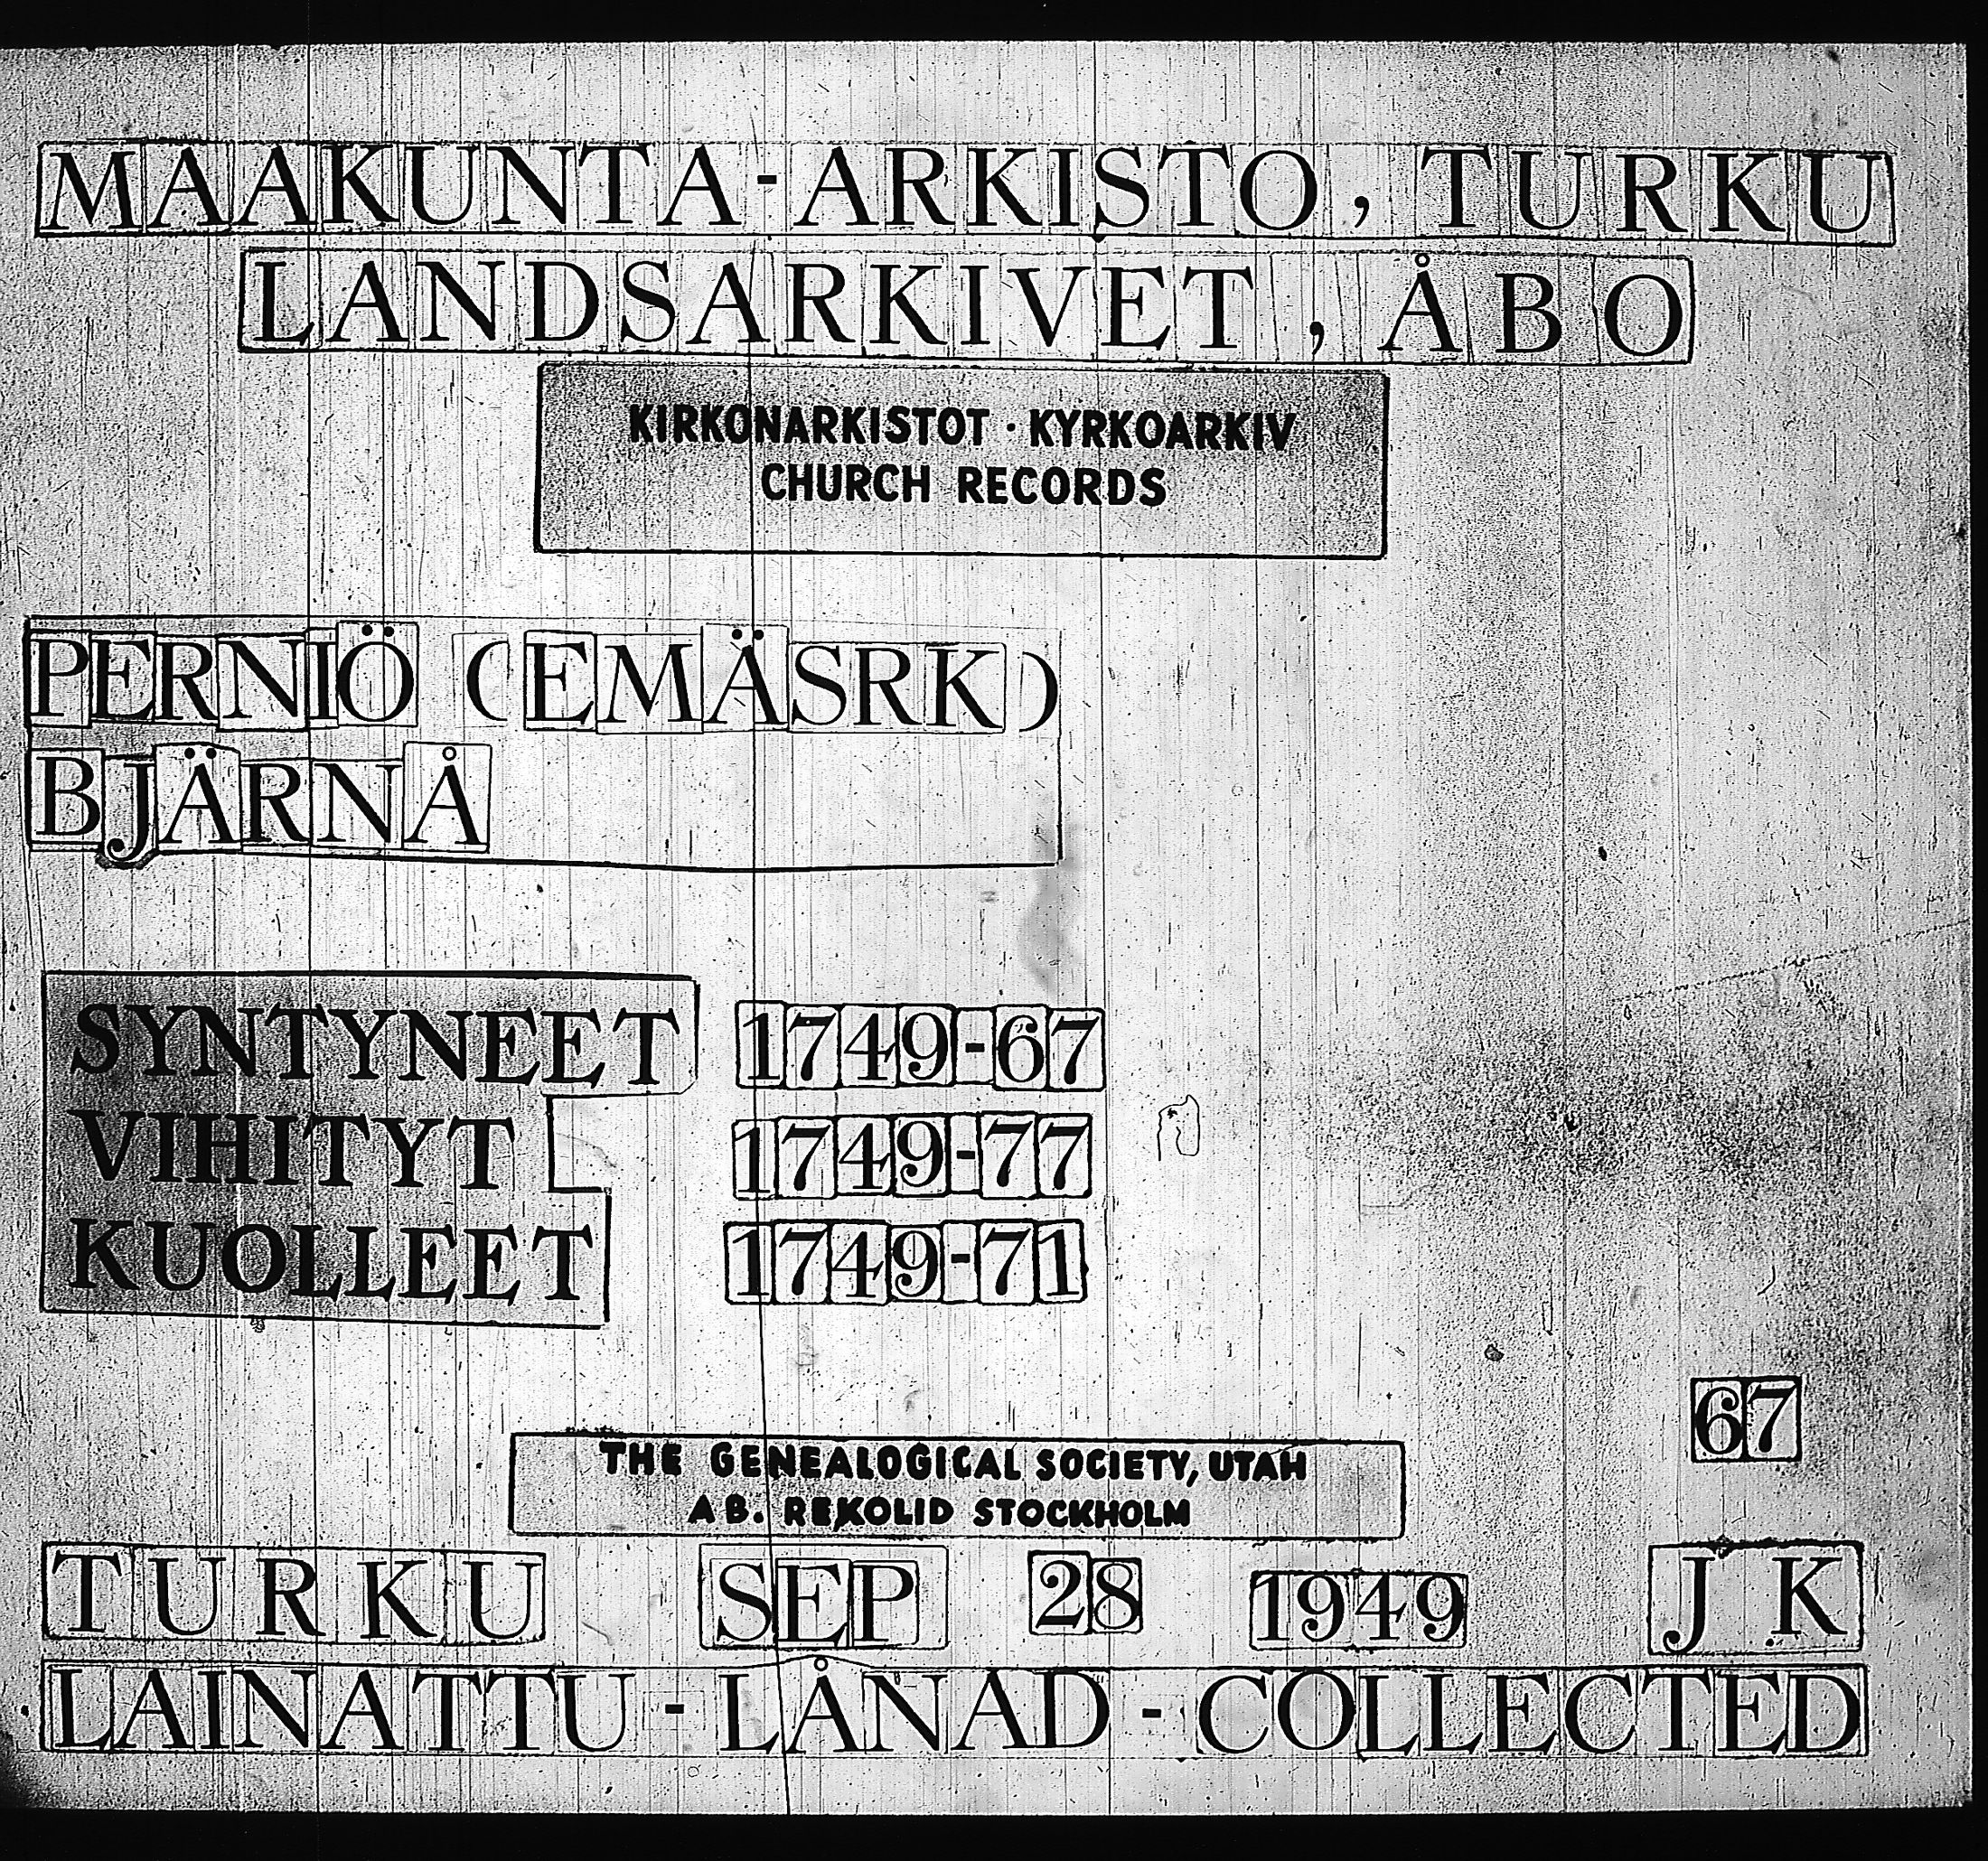 MAAKUNTA-ARKISTO, TURKU
LANDSARKIVET, ÅBO
KIRKONARKISTOT · KYRKOARKIV
CHURCH RECORDS
PERNIÖ (EMÄSRK)
BJÄRNÅ
SYNTYNEET 1749-67
VIHITYT 1749-77
KUOLLEET 1749-71
67
THE GENEALOGICAL SOCIETY, UTAH
AB. REKOLID STOCKHOLM
TURKU SEP 28 1949 J K
LAINATTU - LÅNAD - COLLECTED